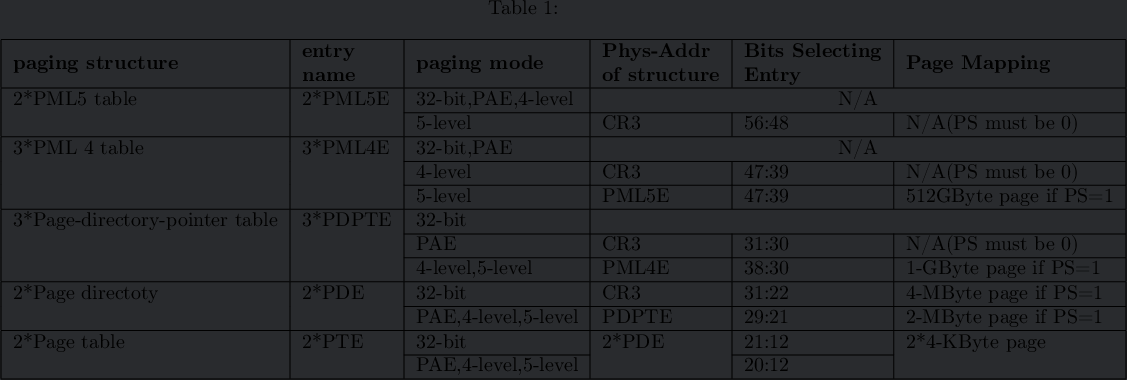 Table 1:
paging structure | entry name | paging mode | Phys-Addr of structure | Bits Selecting Entry | Page Mapping
2*PML5 table | 2*PML5E | 32-bit,PAE,4-level | N/A
5-level | CR3 | 56:48 | N/A(PS must be 0)
3*PML 4 table | 3*PML4E | 32-bit,PAE | N/A
4-level | CR3 | 47:39 | N/A(PS must be 0)
5-level | PML5E | 47:39 | 512GByte page if PS=1
3*Page-directory-pointer table | 3*PDPTE | 32-bit
PAE | CR3 | 31:30 | N/A(PS must be 0)
4-level,5-level | PML4E | 38:30 | 1-GByte page if PS=1
2*Page directoty | 2*PDE | 32-bit | CR3 | 31:22 | 4-MByte page if PS=1
PAE,4-level,5-level | PDPTE | 29:21 | 2-MByte page if PS=1
2*Page table | 2*PTE | 32-bit | 2*PDE | 21:12 | 2*4-KByte page
PAE,4-level,5-level | 20:12